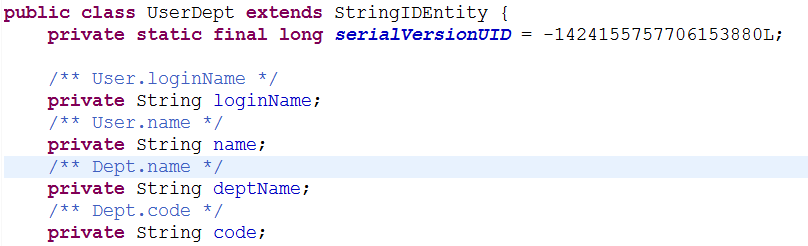 public class UserDept extends StringIDEntity {
    private static final long serialVersionUID = -1424155757706153880L;

    /** User.loginName */
    private String loginName;
    /** User.name */
    private String name;
    /** Dept.name */
    private String deptName;
    /** Dept.code */
    private String code;